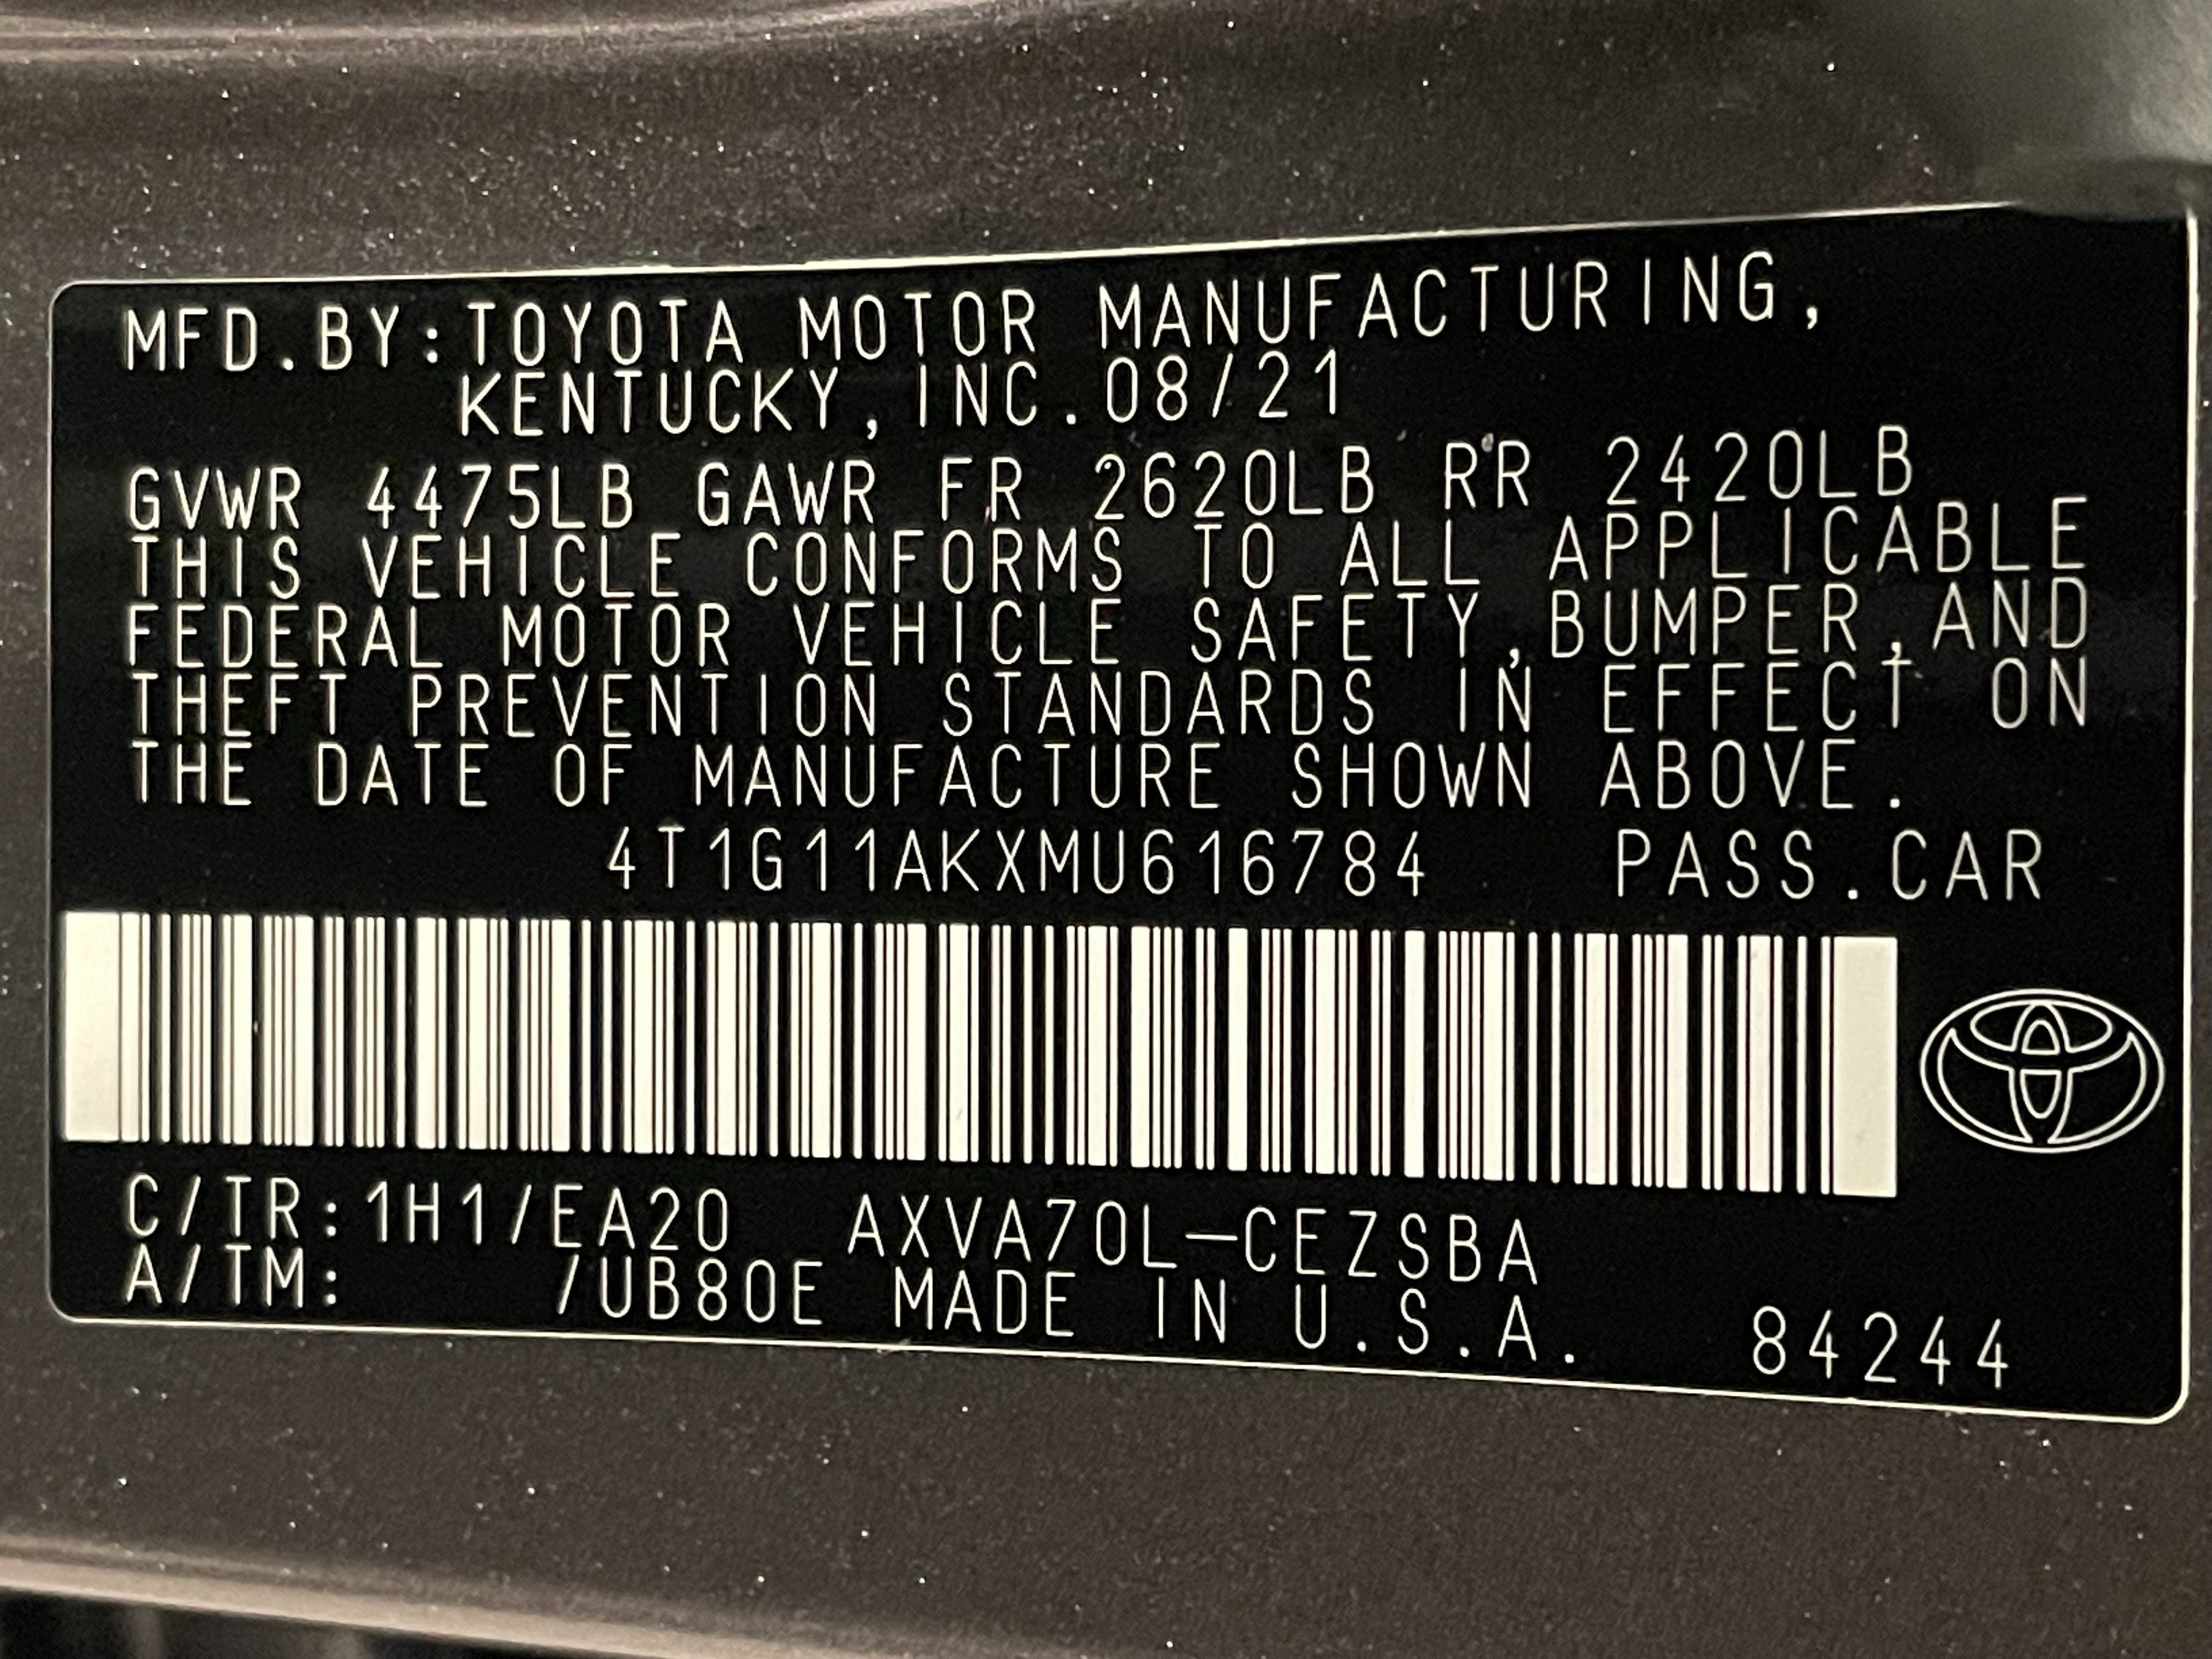 MFD.BY:TOYOTA MOTOR MANUFACTURING,
KENTUCKY,INC.08/21
GVWR 4475LB GAWR FR 2620LB RR 2420LB
THIS VEHICLE CONFORMS TO ALL APPLICABLE
FEDERAL MOTOR VEHICLE SAFETY,BUMPER,AND
THEFT PREVENTION STANDARDS IN EFFECT ON
THE DATE OF MANUFACTURE SHOWN ABOVE.
4T1G11AKXMU616784 PASS.CAR
C/TR:1H1/EA20 AXVA70L-CEZSBA
A/TM: /UB80E MADE IN U.S.A. 84244